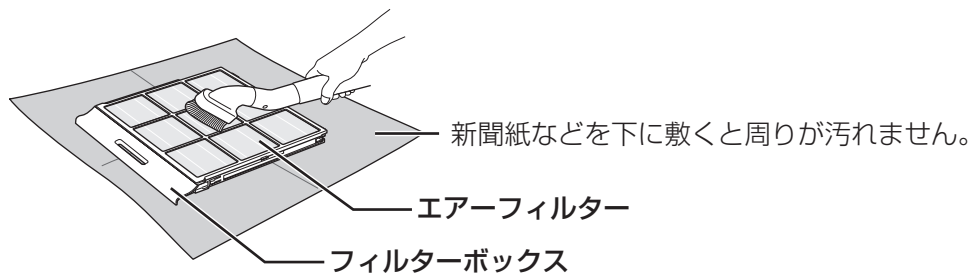 新聞紙などを下に敷くと周りが汚れません。
エアーフィルター
フィルターボックス